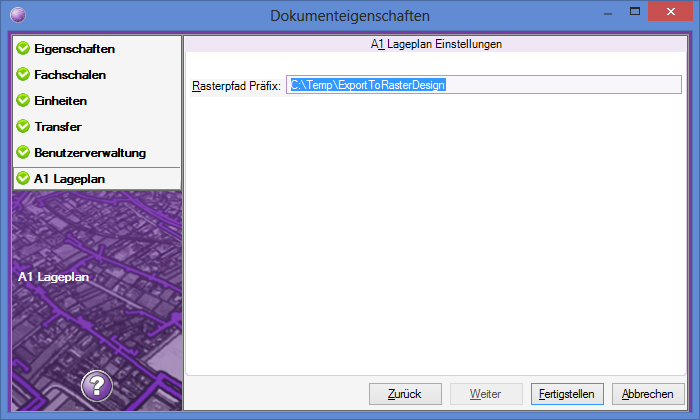 Dokumenteigenschaften
Eigenschaften
Fachschalen
Einheiten
Transfer
Benutzerverwaltung
A1 Lageplan
A1 Lageplan
?
A1 Lageplan Einstellungen
Rasterpfad Präfix: C:\Temp\ExportToRasterDesign
Zurück Weiter Fertigstellen Abbrechen